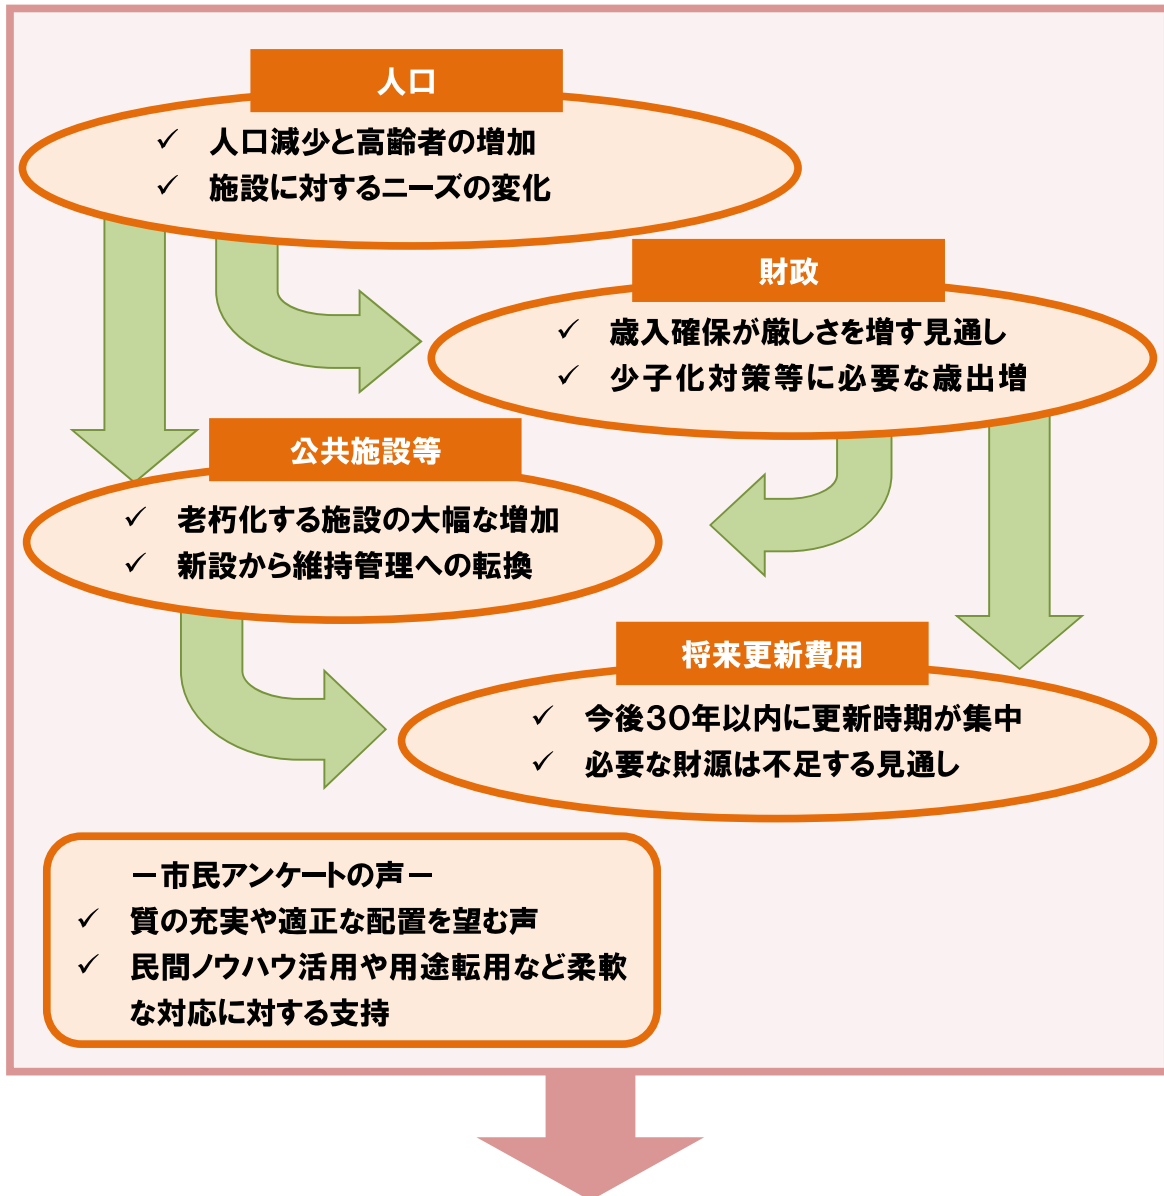 人口
✓ 人口減少と高齢者の増加
✓ 施設に対するニーズの変化
財政
✓ 歳入確保が厳しさを増す見通し
✓ 少子化対策等に必要な歳出増
公共施設等
✓ 老朽化する施設の大幅な増加
✓ 新設から維持管理への転換
将来更新費用
✓ 今後30年以内に更新時期が集中
✓ 必要な財源は不足する見通し
－市民アンケートの声－
✓ 質の充実や適正な配置を望む声
✓ 民間ノウハウ活用や用途転用など柔軟
な対応に対する支持